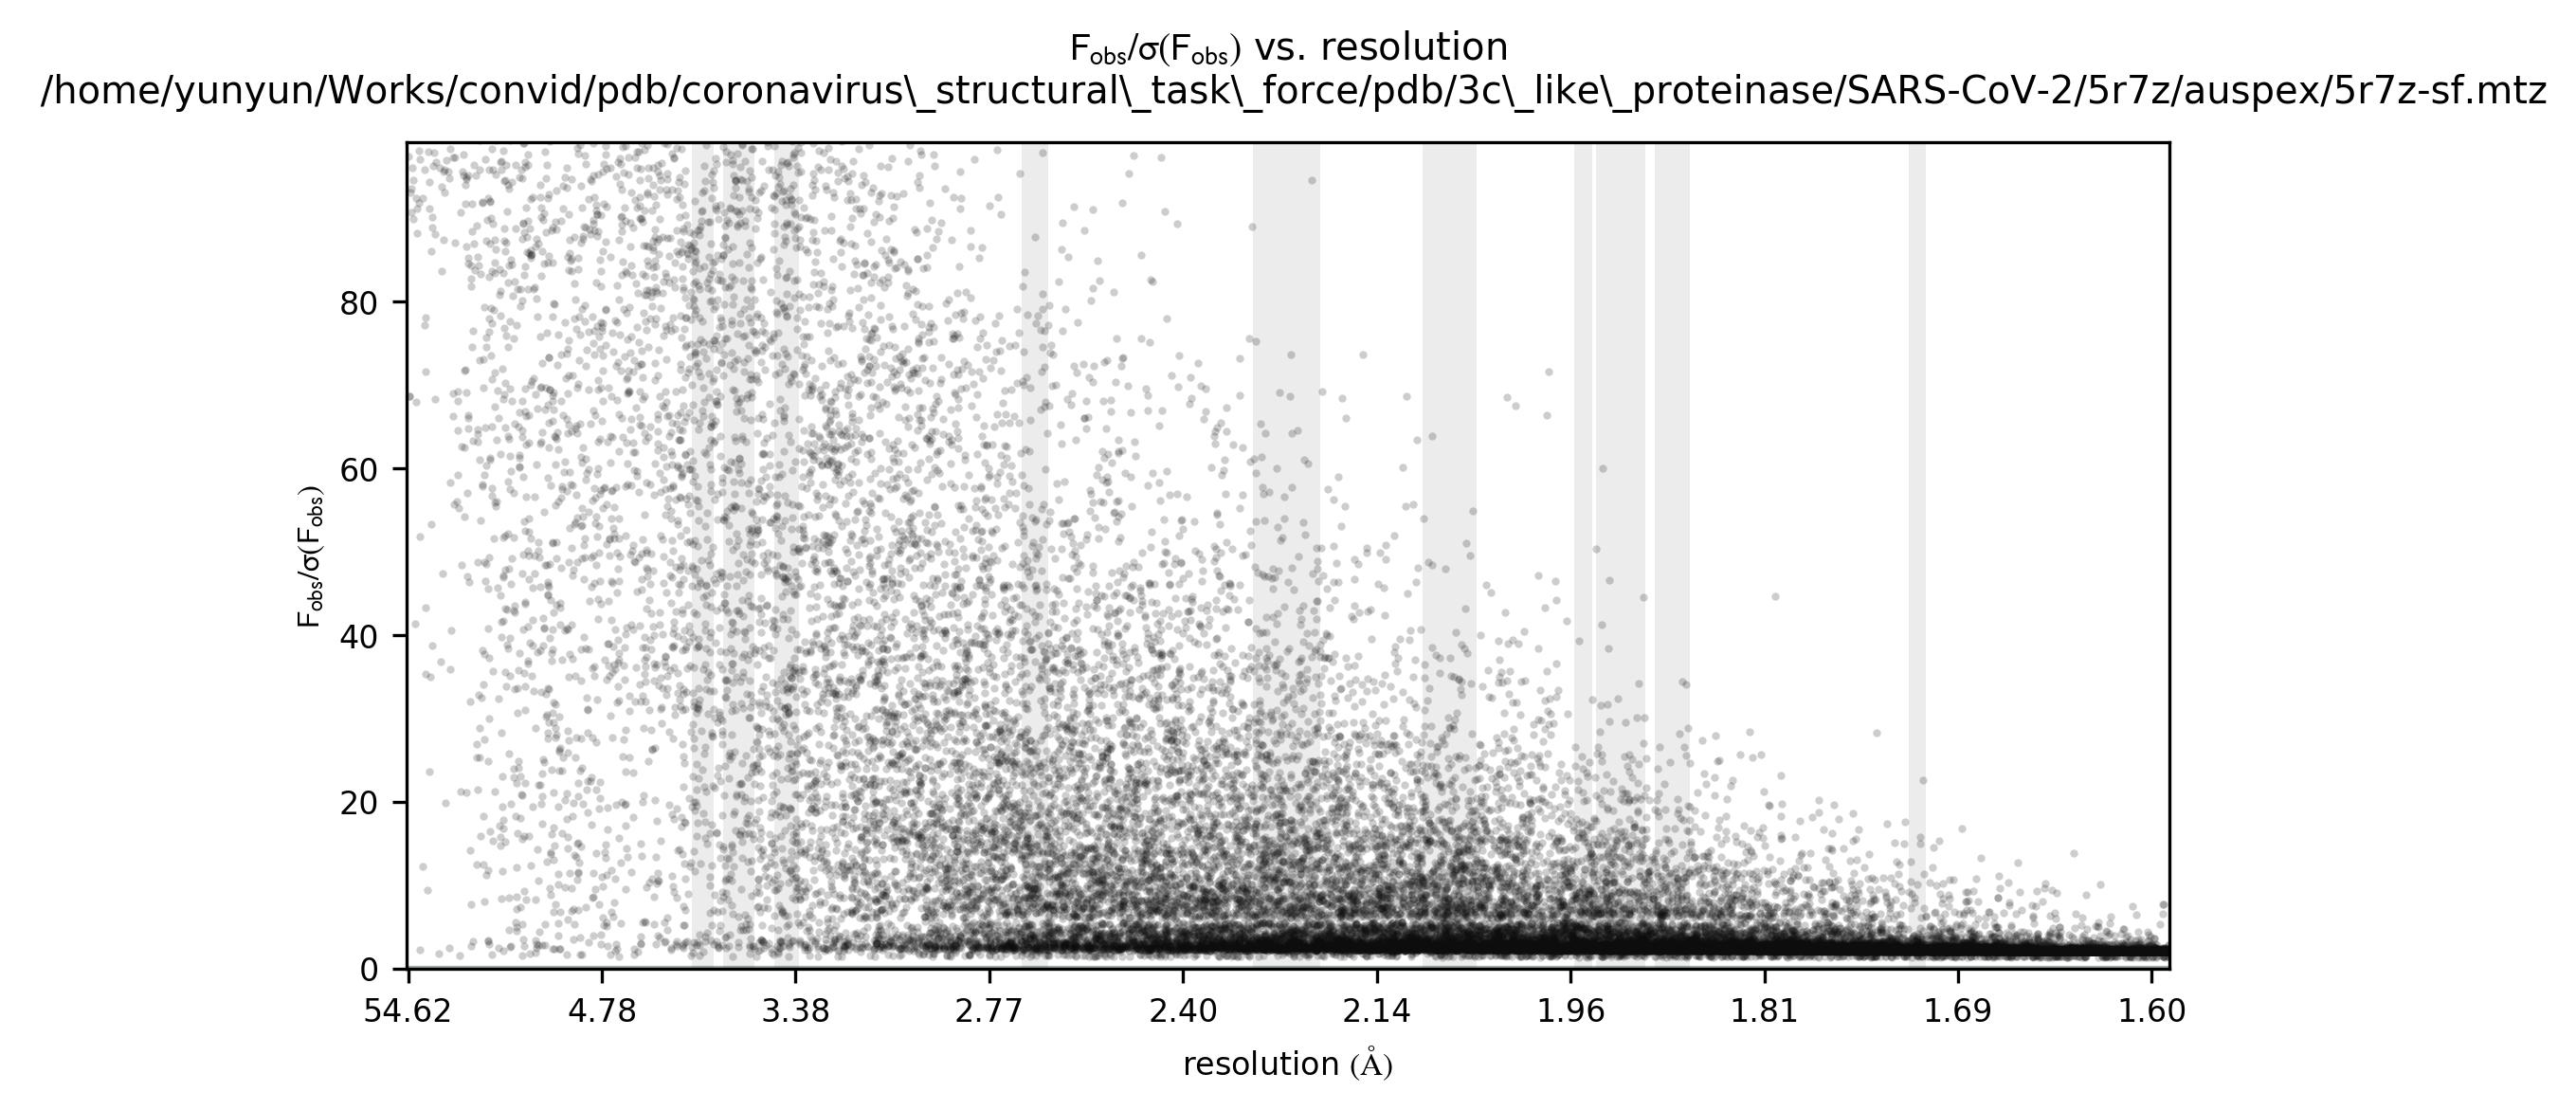 Fobs/σ(Fobs) vs. resolution
/home/yunyun/Works/convid/pdb/coronavirus\_structural\_task\_force/pdb/3c\_like\_proteinase/SARS-CoV-2/5r7z/auspex/5r7z-sf.mtz
Fobs/σ(Fobs)
80
60
40
20
0
54.62 4.78 3.38 2.77 2.40 2.14 1.96 1.81 1.69 1.60
resolution (Å)